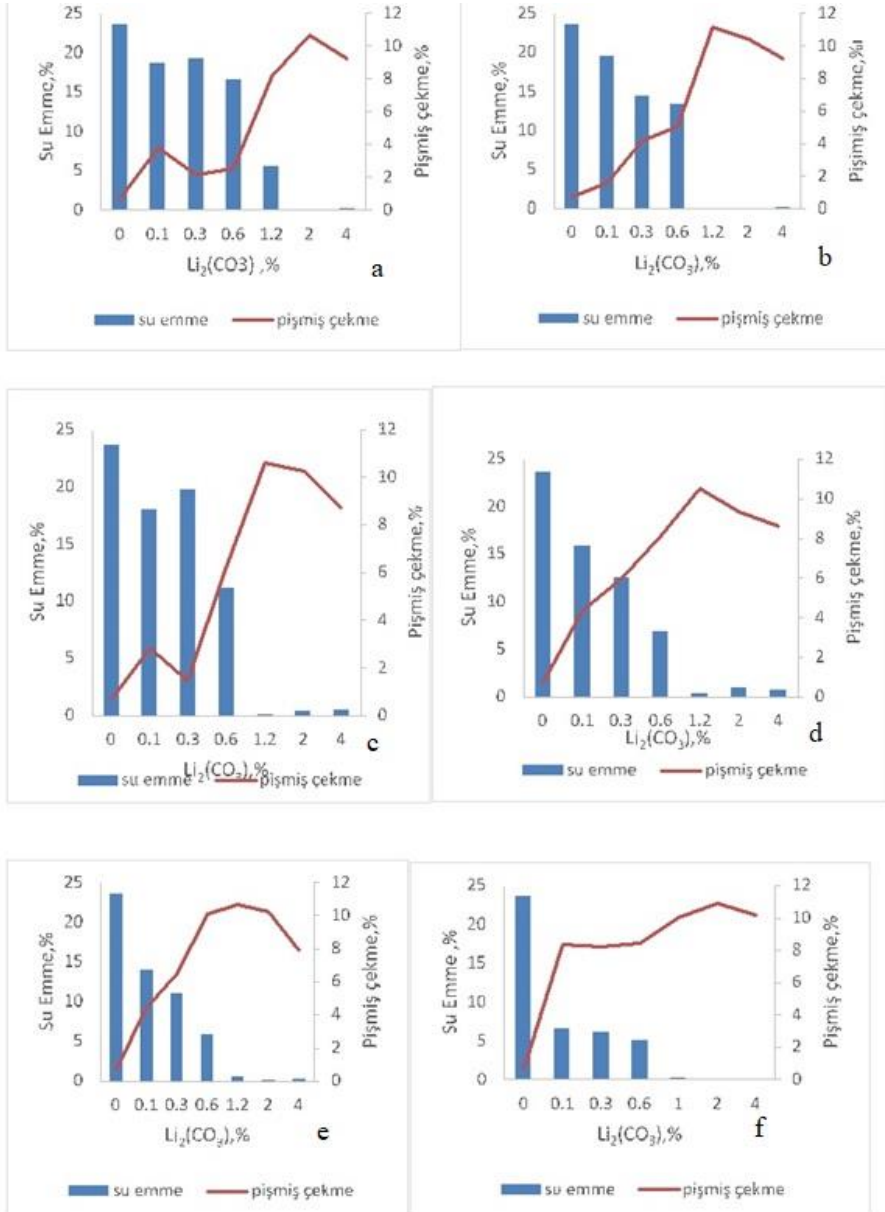 25
20
15
10
5
0
Su Emme,%
12
10
8
6
4
2
0
Pişmiş çekme,%
0 0.1 0.3 0.6 1.2 2 4
Li₂(CO3) ,%
a
su emme pişmiş çekme
25
20
15
10
5
0
Su Emme,%
12
10
8
6
4
2
0
Pişimiş çekme,%ı
0 0.1 0.3 0.6 1.2 2 4
Li₂(CO₃),%
b
su emme pişmiş çekme
25
20
15
10
5
0
Su Emme,%
12
10
8
6
4
2
0
Pişmiş çekme,%
0 0.1 0.3 0.6 1.2 2 4
c
Li₂(CO₃),%
su emme pişmiş çekme
25
20
15
10
5
0
Su Emme,%
12
10
8
6
4
2
0
Pişmiş çekme,%
0 0.1 0.3 0.6 1.2 2 4
Li₂(CO₃),%
d
su emme pişmiş çekme
25
20
15
10
5
0
Su Emme,%
12
10
8
6
4
2
0
Pişmiş çekme,%
0 0.1 0.3 0.6 1.2 2 4
Li₂(CO₃),%
e
su emme pişmiş çekme
25
20
15
10
5
0
Su Emme ,%
12
10
8
6
4
2
0
Pişmiş çekme,%
0 0.1 0.3 0.6 1 2 4
Li₂(CO₃),%
f
su emme pişmiş çekme